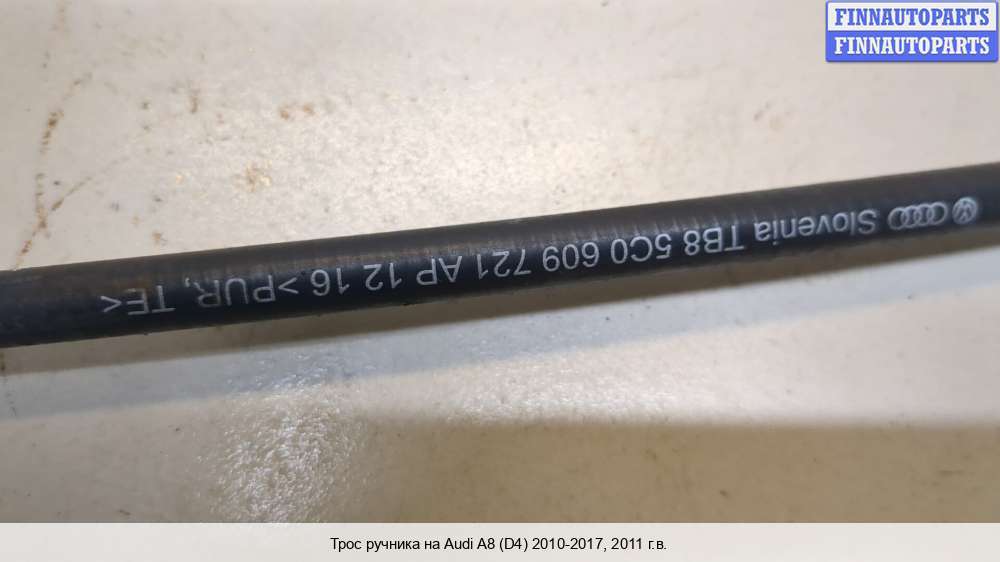 FINNAUTOPARTS
FINNAUTOPARTS
Slovenia TB8 5C0 609 721 AP 12 16 >PUR, TE<
Трос ручника на Audi A8 (D4) 2010-2017, 2011 г.в.